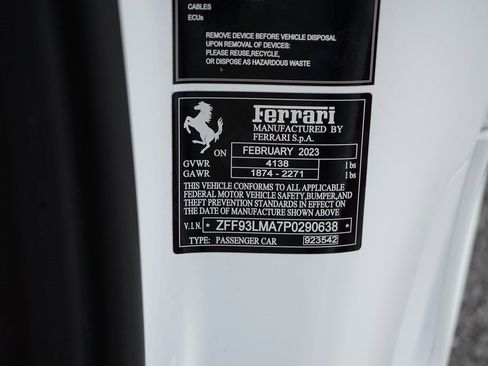 CABLES
ECUs
REMOVE DEVICE BEFORE VEHICLE DISPOSAL
UPON REMOVAL OF DEVICES:
PLEASE REUSE,RECYCLE,
OR DISPOSE AS HAZARDOUS WASTE
Ferrari
MANUFACTURED BY
FERRARI S.p.A.
ON FEBRUARY 2023
GVWR 4138 lbs
GAWR 1874 - 2271 lbs
THIS VEHICLE CONFORMS TO ALL APPLICABLE
FEDERAL MOTOR VEHICLE SAFETY,BUMPER,AND
THEFT PREVENTION STANDARDS IN EFFECT ON
THE DATE OF MANUFACTURE SHOWN ABOVE
V.I.N. * ZFF93LMA7P0290638 *
TYPE: PASSENGER CAR 923542